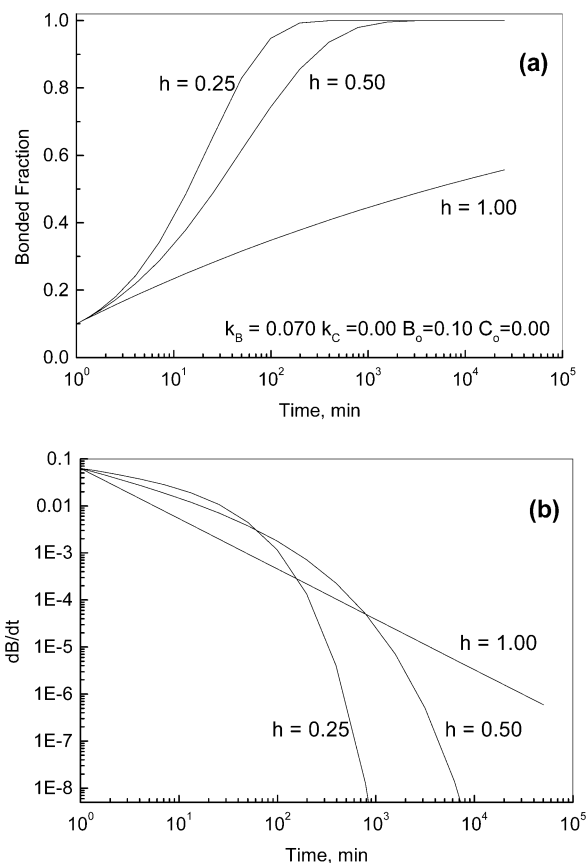 1.0
0.8
0.6
0.4
0.2
0.0
Bonded Fraction
(a)
h = 0.25
h = 0.50
h = 1.00
k_B = 0.070 k_C =0.00 B_o=0.10 C_o=0.00
10^0 10^1 10^2 10^3 10^4 10^5
Time, min
0.1
0.01
1E-3
1E-4
1E-5
1E-6
1E-7
1E-8
dB/dt
(b)
h = 1.00
h = 0.25
h = 0.50
10^0 10^1 10^2 10^3 10^4 10^5
Time, min